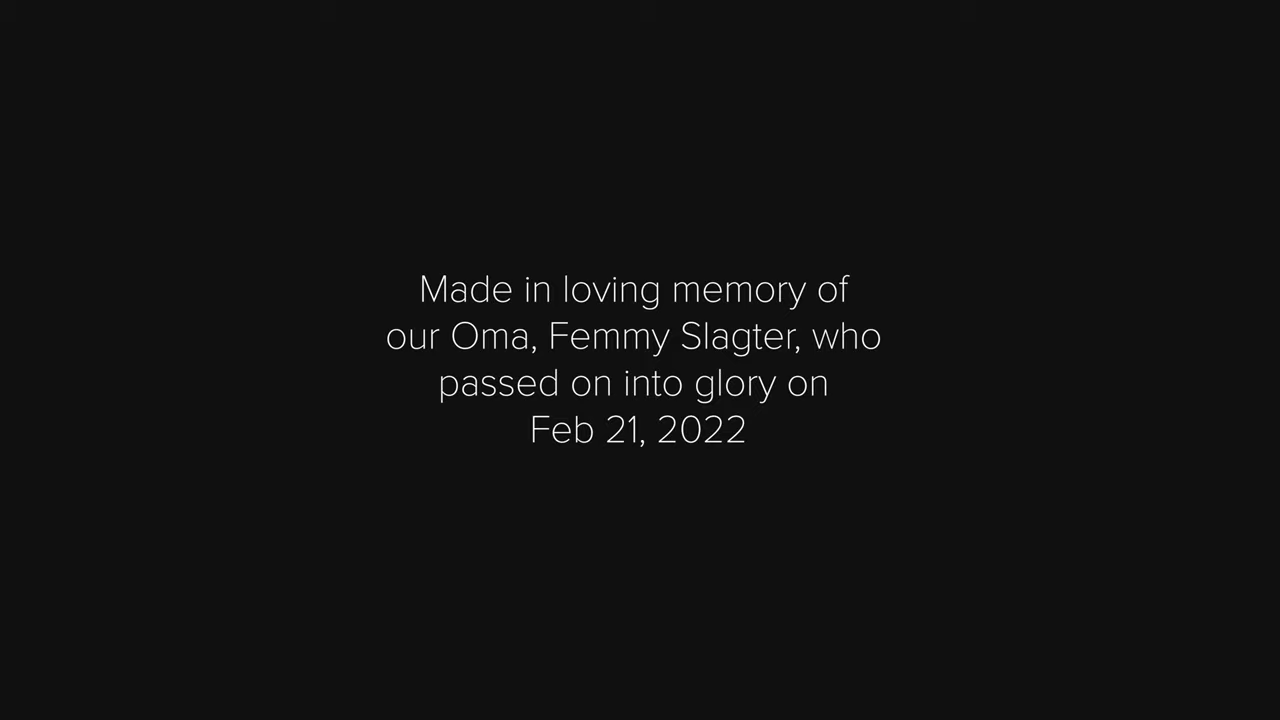 Made in loving memory of
our Oma, Femmy Slagter, who
passed on into glory on
Feb 21, 2022